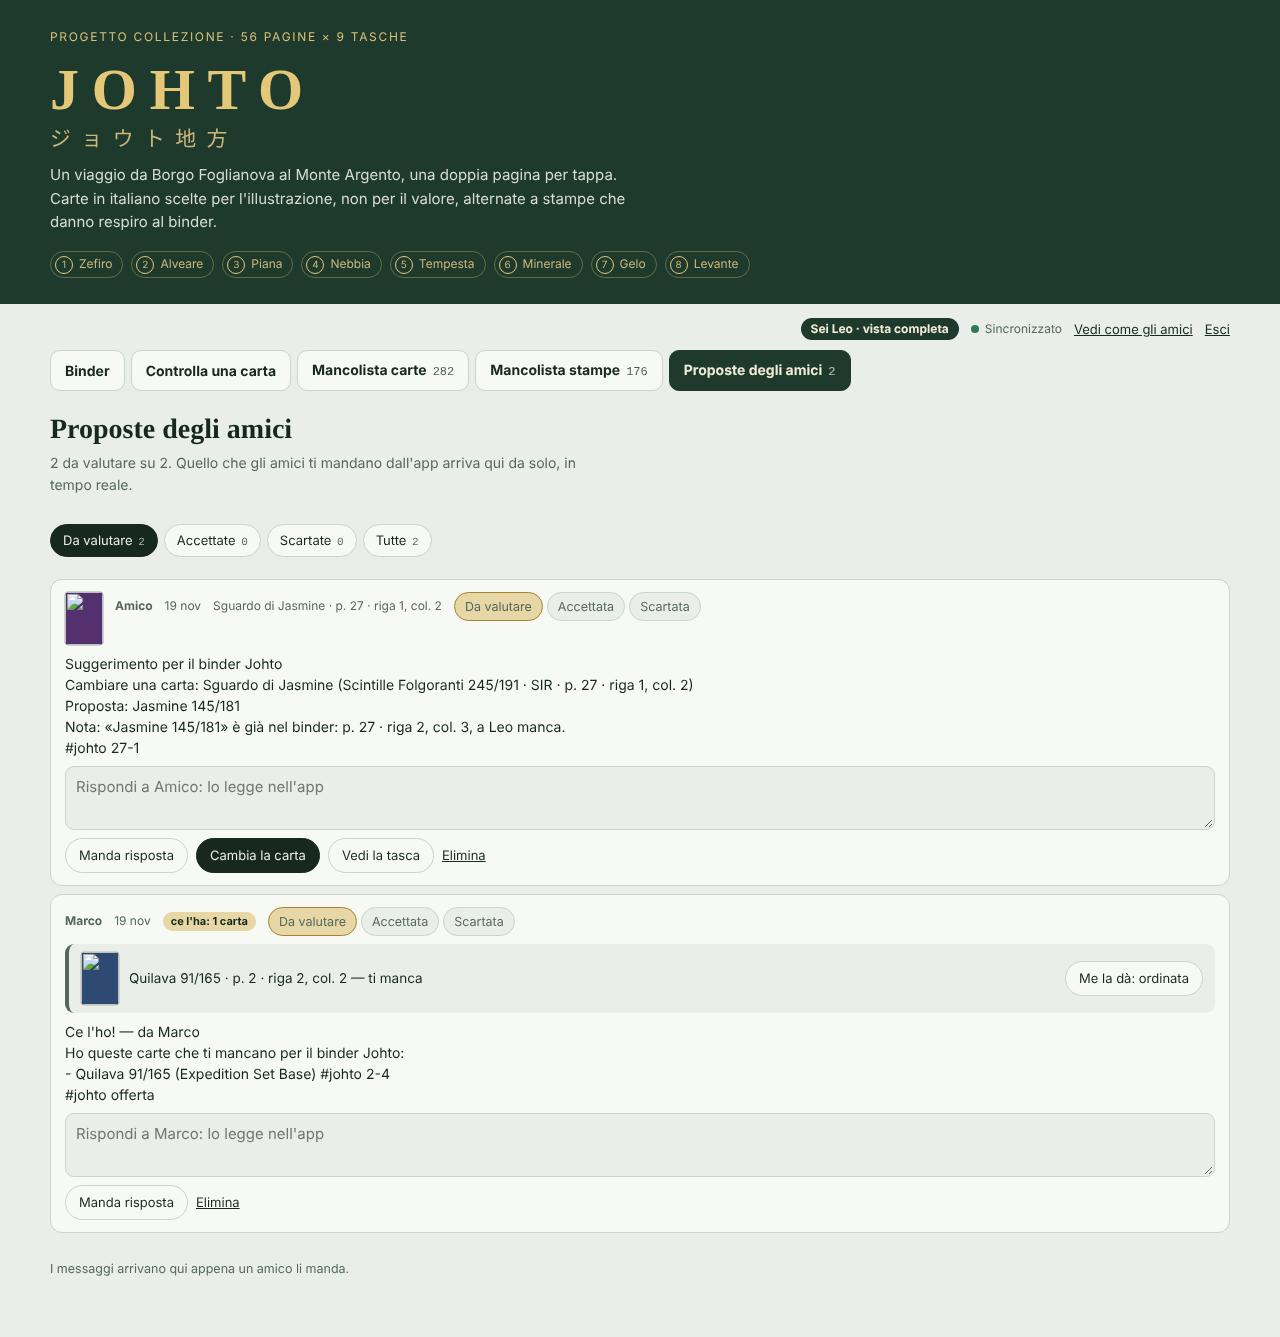 PROGETTO COLLEZIONE · 56 PAGINE × 9 TASCHE
JOHTO
ジョウト地方
Un viaggio da Borgo Foglianova al Monte Argento, una doppia pagina per tappa.
Carte in italiano scelte per l'illustrazione, non per il valore, alternate a stampe che
danno respiro al binder.
1 Zefiro 2 Alveare 3 Piana 4 Nebbia 5 Tempesta 6 Minerale 7 Gelo 8 Levante
Sei Leo · vista completa Sincronizzato Vedi come gli amici Esci
Binder Controlla una carta Mancolista carte 282 Mancolista stampe 176 Proposte degli amici 2
Proposte degli amici
2 da valutare su 2. Quello che gli amici ti mandano dall'app arriva qui da solo, in
tempo reale.
Da valutare 2 Accettate 0 Scartate 0 Tutte 2
Amico 19 nov Sguardo di Jasmine · p. 27 · riga 1, col. 2 Da valutare Accettata Scartata
Suggerimento per il binder Johto
Cambiare una carta: Sguardo di Jasmine (Scintille Folgoranti 245/191 · SIR · p. 27 · riga 1, col. 2)
Proposta: Jasmine 145/181
Nota: «Jasmine 145/181» è già nel binder: p. 27 · riga 2, col. 3, a Leo manca.
#johto 27-1
Rispondi a Amico: lo legge nell'app
Manda risposta Cambia la carta Vedi la tasca Elimina
Marco 19 nov ce l'ha: 1 carta Da valutare Accettata Scartata
Quilava 91/165 · p. 2 · riga 2, col. 2 — ti manca Me la dà: ordinata
Ce l'ho! — da Marco
Ho queste carte che ti mancano per il binder Johto:
- Quilava 91/165 (Expedition Set Base) #johto 2-4
#johto offerta
Rispondi a Marco: lo legge nell'app
Manda risposta Elimina
I messaggi arrivano qui appena un amico li manda.